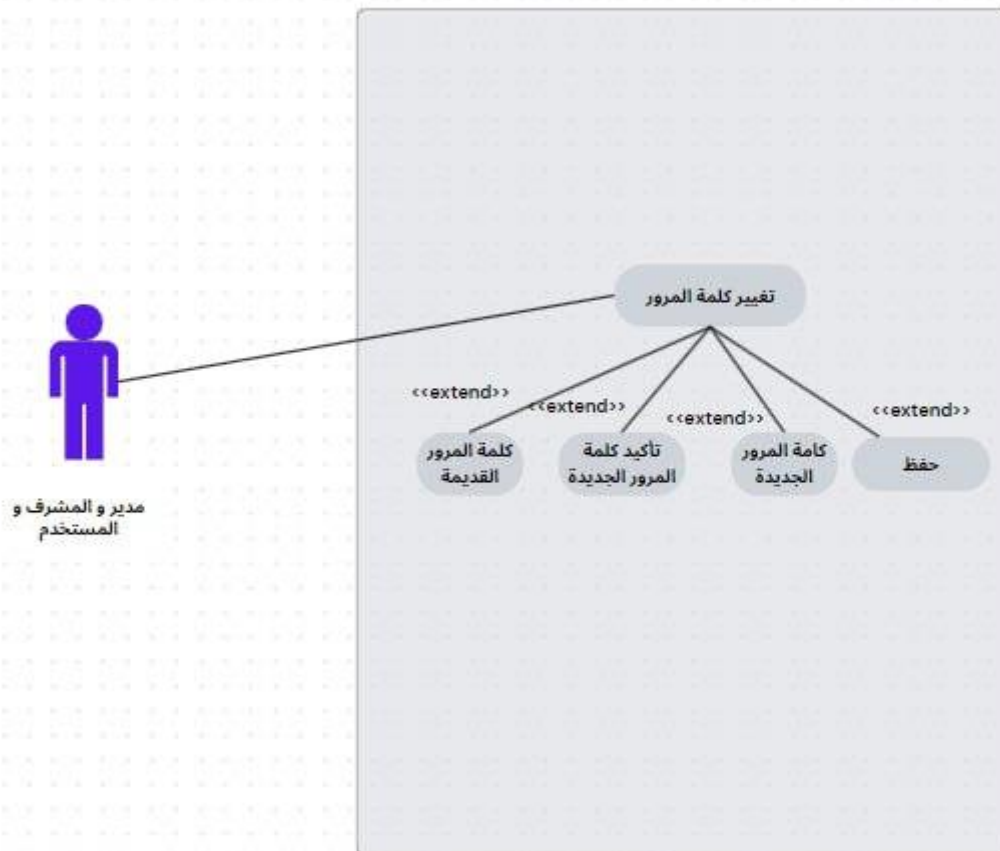 تغيير كلمة المرور
<<extend>>
<<extend>>
<<extend>>
<<extend>>
كلمة المرور
القديمة
تأكيد كلمة
المرور الجديدة
كامة المرور
الجديدة
حفظ
مدير و المشرف و
المستخدم